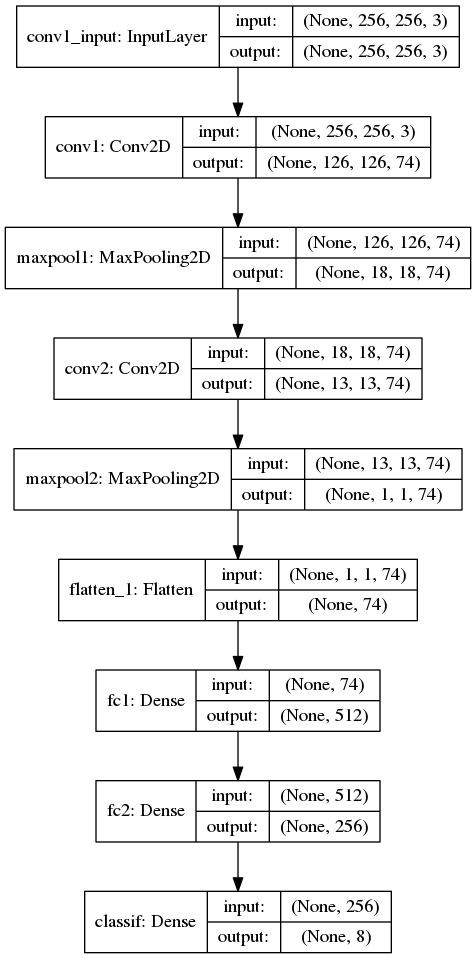 conv1_input: InputLayer
input: (None, 256, 256, 3)
output: (None, 256, 256, 3)
conv1: Conv2D
input: (None, 256, 256, 3)
output: (None, 126, 126, 74)
maxpool1: MaxPooling2D
input: (None, 126, 126, 74)
output: (None, 18, 18, 74)
conv2: Conv2D
input: (None, 18, 18, 74)
output: (None, 13, 13, 74)
maxpool2: MaxPooling2D
input: (None, 13, 13, 74)
output: (None, 1, 1, 74)
flatten_1: Flatten
input: (None, 1, 1, 74)
output: (None, 74)
fc1: Dense
input: (None, 74)
output: (None, 512)
fc2: Dense
input: (None, 512)
output: (None, 256)
classif: Dense
input: (None, 256)
output: (None, 8)